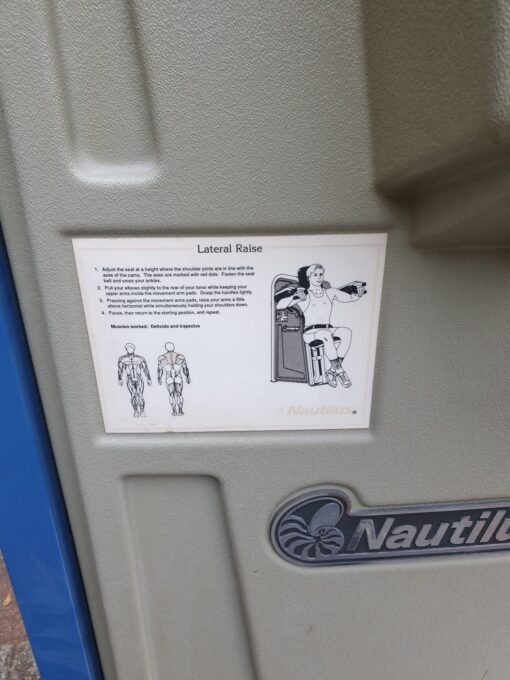 Lateral Raise
1. Adjust the seat at a height where the shoulder joints are in line with the
axes of the cams. The axes are marked with red dots. Fasten the seat
belt and cross your ankles.
2. Pull your elbows slightly to the rear of your torso while keeping your
upper arms inside the movement arm pads. Grasp the handles lightly.
3. Pressing against the movement arms pads, raise your arms a little
above horizontal while simultaneously holding your shoulders down.
4. Pause, then return to the starting position, and repeat.
Muscles worked: Deltoids and trapezius
Nautilus®
Nautilu